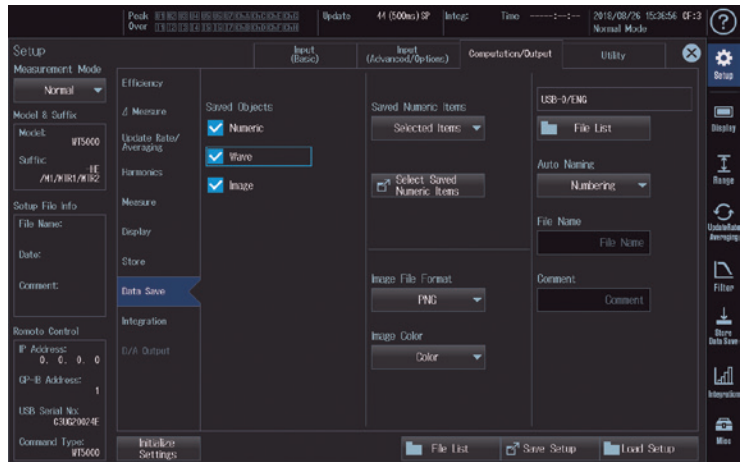 Peak
Over
Update 44 (500ms) SP Integ: Time -----:--:-- 2018/08/26 15:36:56 CF:3
Normal Mode
Setup
Input
(Basic)
Input
(Advanced/Options)
Computation/Output
Utility
Measurement Mode
Normal
Model & Suffix
Model:
WT5000
Suffix:
-HE
/M1/MTR1/MTR2
Setup File Info
File Name:
Date:
Comment:
Remote Control
IP Address:
0. 0. 0. 0
GP-B Address:
1
USB Serial No:
C3UG20024E
Command Type:
WT5000
Efficiency
Δ Measure
Update Rate/
Averaging
Harmonics
Measure
Display
Store
Data Save
Integration
D/A Output
Initialize
Settings
Saved Objects
Numeric
Wave
Image
Saved Numeric Items
Selected Items
Select Saved
Numeric Items
Image File Format
PNG
Image Color
Color
USB-0/ENG
File List
Auto Naming
Numbering
File Name
File Name
Comment
Comment
File List
Save Setup
Load Setup
?
Setup
Display
Range
UpdateRate
Averaging
Filter
Store
Data Save
Integration
Misc